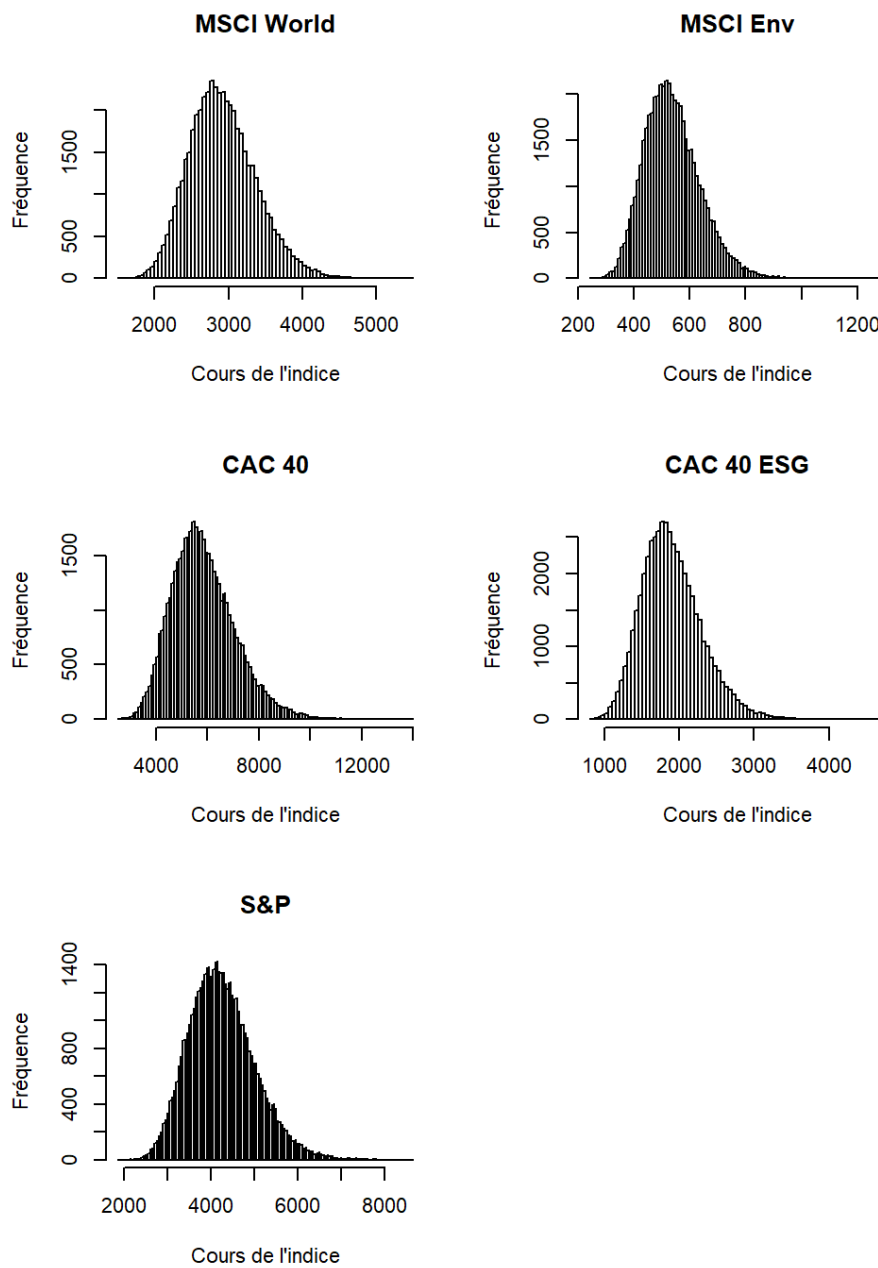 MSCI World
Fréquence
0
500
1500
2000
3000
4000
5000
Cours de l'indice
MSCI Env
Fréquence
0
500
1500
200
400
600
800
1200
Cours de l'indice
CAC 40
Fréquence
0
500
1500
4000
8000
12000
Cours de l'indice
CAC 40 ESG
Fréquence
0
1000
2000
1000
2000
3000
4000
Cours de l'indice
S&P
Fréquence
0
400
800
1400
2000
4000
6000
8000
Cours de l'indice